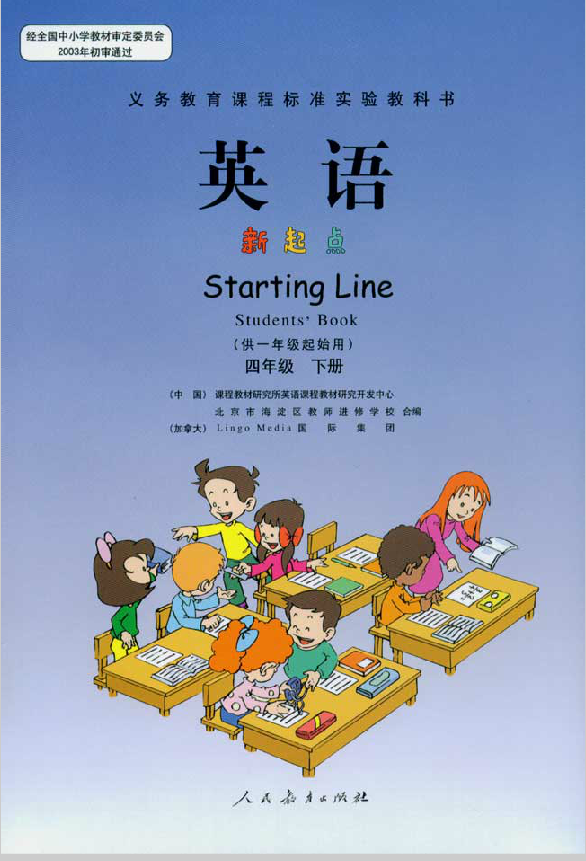 经全国中小学教材审定委员会
2003年初审通过
义务教育课程标准实验教科书
英语
新起点
Starting Line
Students' Book
(供一年级起始用)
四年级 下册
(中 国) 课程教材研究所英语课程教材研究开发中心
北京市海淀区教师进修学校 合编
(加拿大) Lingo Media 国际集团
人民教育出版社